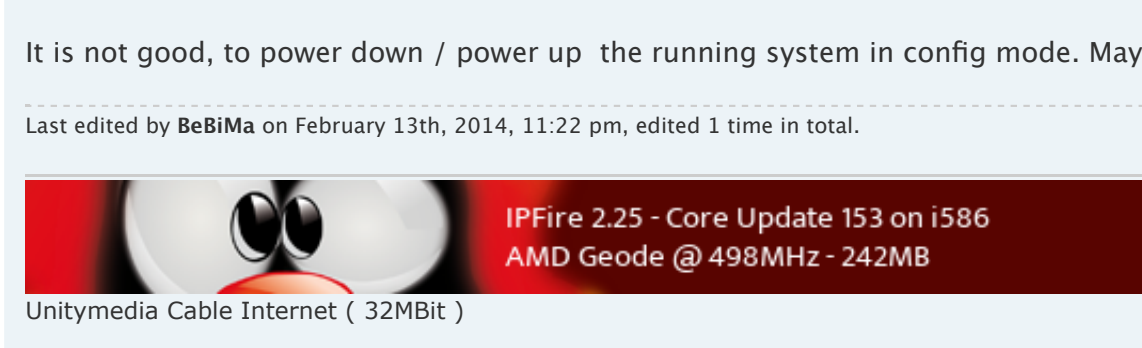 It is not good, to power down / power up  the running system in config mode. May
Last edited by BeBiMa on February 13th, 2014, 11:22 pm, edited 1 time in total.
IPFire 2.25 - Core Update 153 on i586
AMD Geode @ 498MHz - 242MB
Unitymedia Cable Internet ( 32MBit )